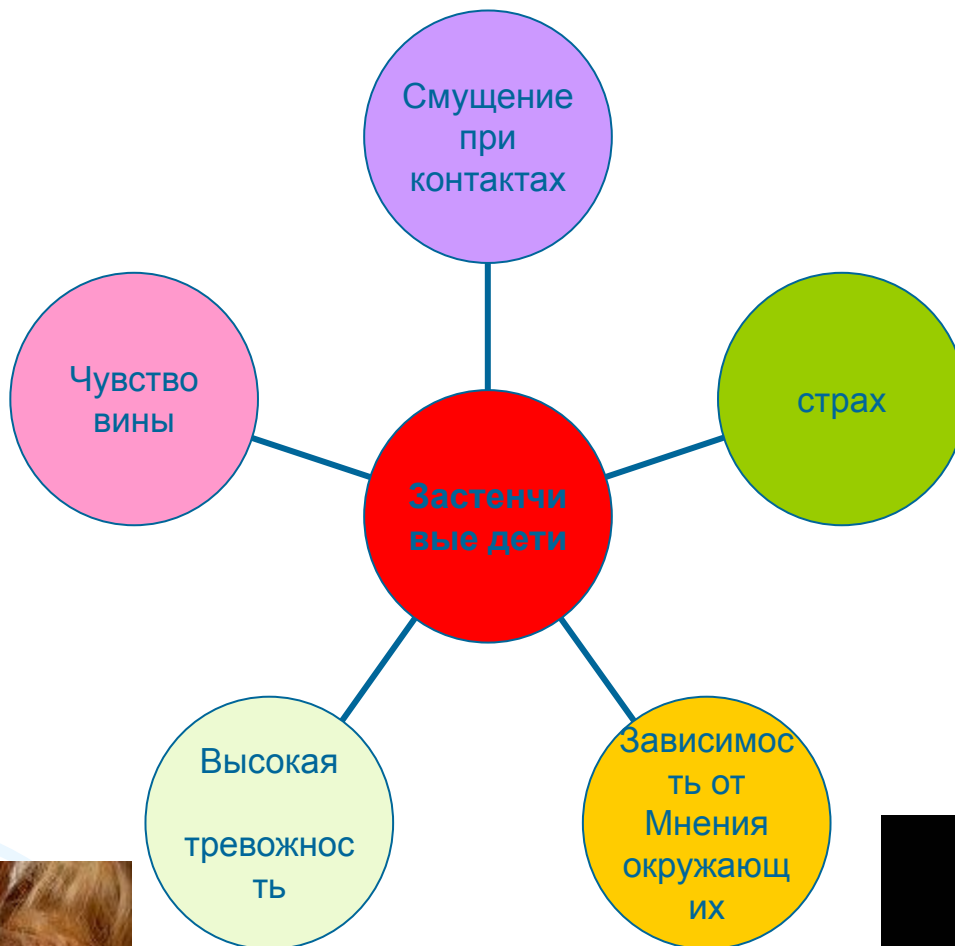 Смущение
при
контактах
Чувство
вины
страх
Застенчи
вые дети
Высокая
тревожнос
ть
Зависимос
ть от
Мнения
окружающ
их